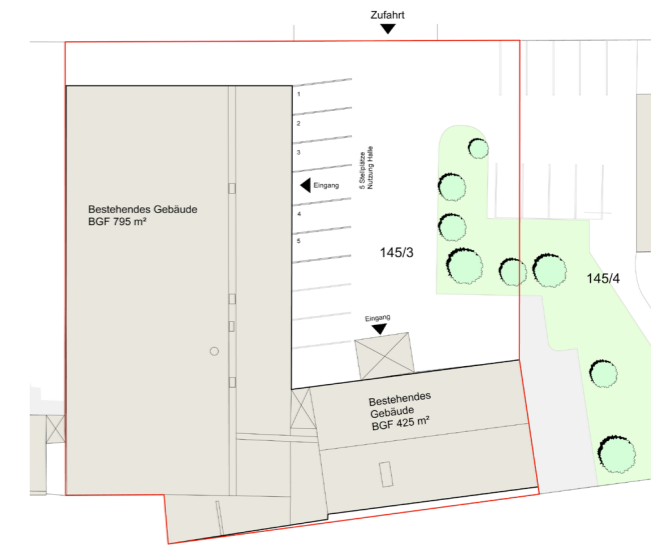 Zufahrt
1
2
3
5 Stellplätze
Nutzung Halle
Eingang
Bestehendes Gebäude
BGF 795 m²
4
5
145/3
145/4
Eingang
Bestehendes
Gebäude
BGF 425 m²